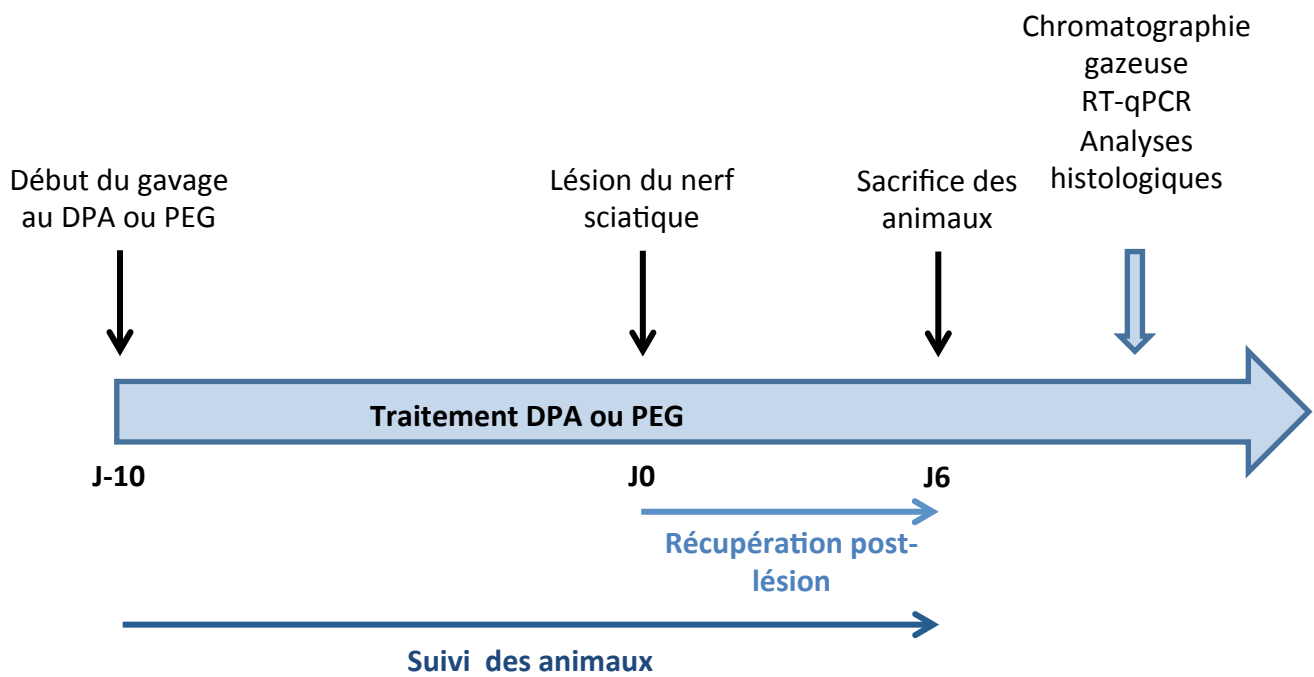 Chromatographie
gazeuse
RT-qPCR
Analyses
histologiques
Début du gavage
au DPA ou PEG
Lésion du nerf
sciatique
Sacrifice des
animaux
Traitement DPA ou PEG
J-10
J0
J6
Récupération post-
lésion
Suivi des animaux